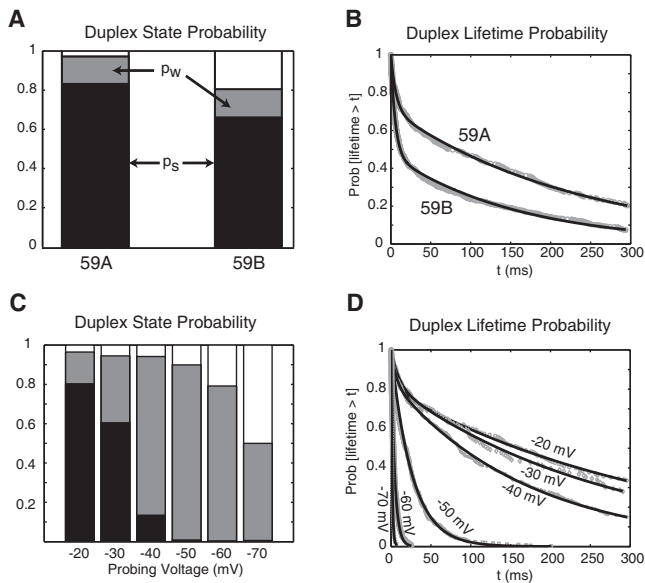 A
Duplex State Probability
1
0.8
0.6
0.4
0.2
0
pw
ps
59A
59B
B
Duplex Lifetime Probability
Prob [lifetime > t]
1
0.8
0.6
0.4
0.2
0
59A
59B
0
50
100
150
200
250
300
t (ms)
C
Duplex State Probability
1
0.8
0.6
0.4
0.2
-20
-30
-40
-50
-60
-70
Probing Voltage (mV)
D
Duplex Lifetime Probability
Prob [lifetime > t]
1
0.8
0.6
0.4
0.2
0
-20 mV
-30 mV
-40 mV
-50 mV
-60 mV
-70 mV
0
50
100
150
200
250
300
t (ms)